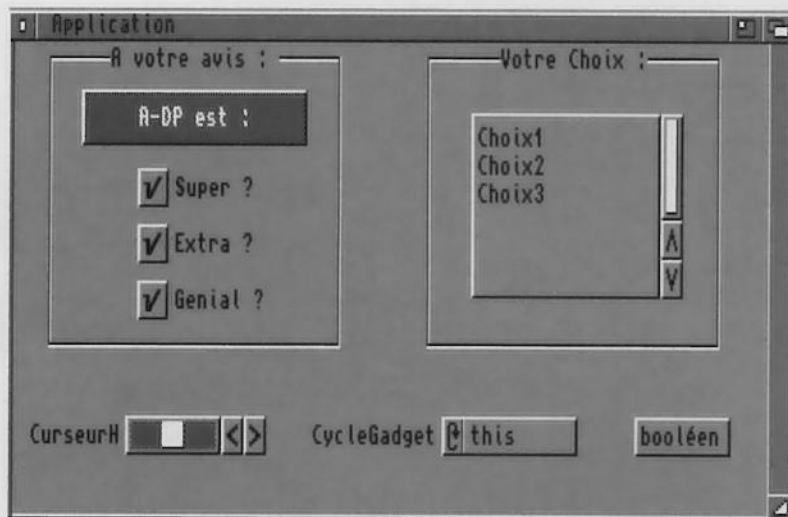 Application
A votre avis :
A-DP est :
Super ?
Extra ?
Genial ?
Votre Choix :
Choix1
Choix2
Choix3
CurseurH
CycleGadget
this
booléen